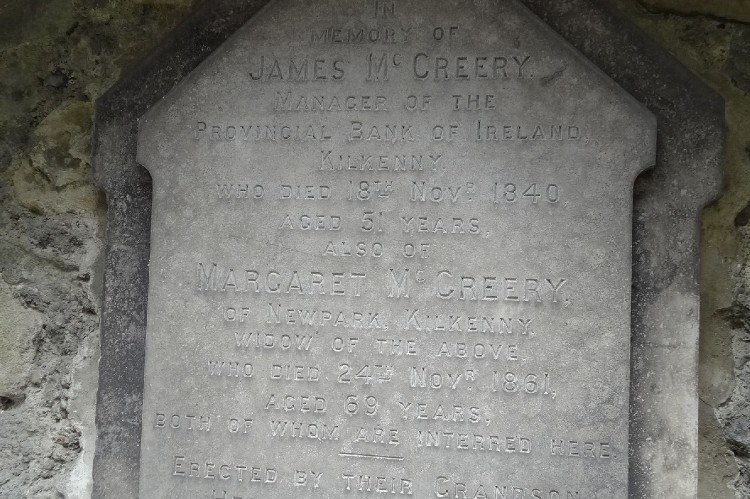 IN
MEMORY OF
JAMES Mc CREERY.
MANAGER OF THE
PROVINCIAL BANK OF IRELAND,
KILKENNY,
WHO DIED 18TH NOVR 1840,
AGED 51 YEARS.
ALSO OF
MARGARET Mc CREERY,
OF NEWPARK, KILKENNY,
WIDOW OF THE ABOVE,
WHO DIED 24TH NOVR 1861,
AGED 69 YEARS,
BOTH OF WHOM ARE INTERRED HERE.
ERECTED BY THEIR GRANDSON